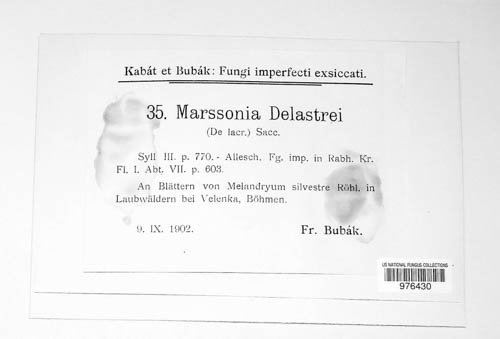 Kabát et Bubák: Fungi imperfecti exsiccati.
35. Marssonia Delastrei
(De lacr.) Sacc.
Syll III. p. 770. - Allesch. Fg. imp. in Rabh. Kr.
Fl. I. Abt. VII. p. 603.
An Blättern von Melandryum silvestre Röhl. in
Laubwäldern bei Velenka, Böhmen.
9. IX. 1902.
Fr. Bubák.
US NATIONAL FUNGUS COLLECTIONS
976430